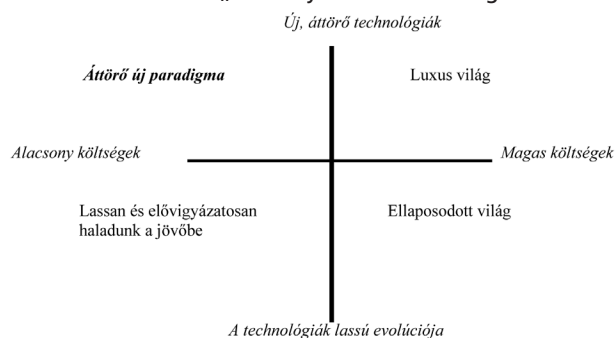 Új, áttörő technológiák
Áttörő új paradigma
Luxus világ
Alacsony költségek
Magas költségek
Lassan és elővigyázatosan
haladunk a jövőbe
Ellaposodott világ
A technológiák lassú evolúciója